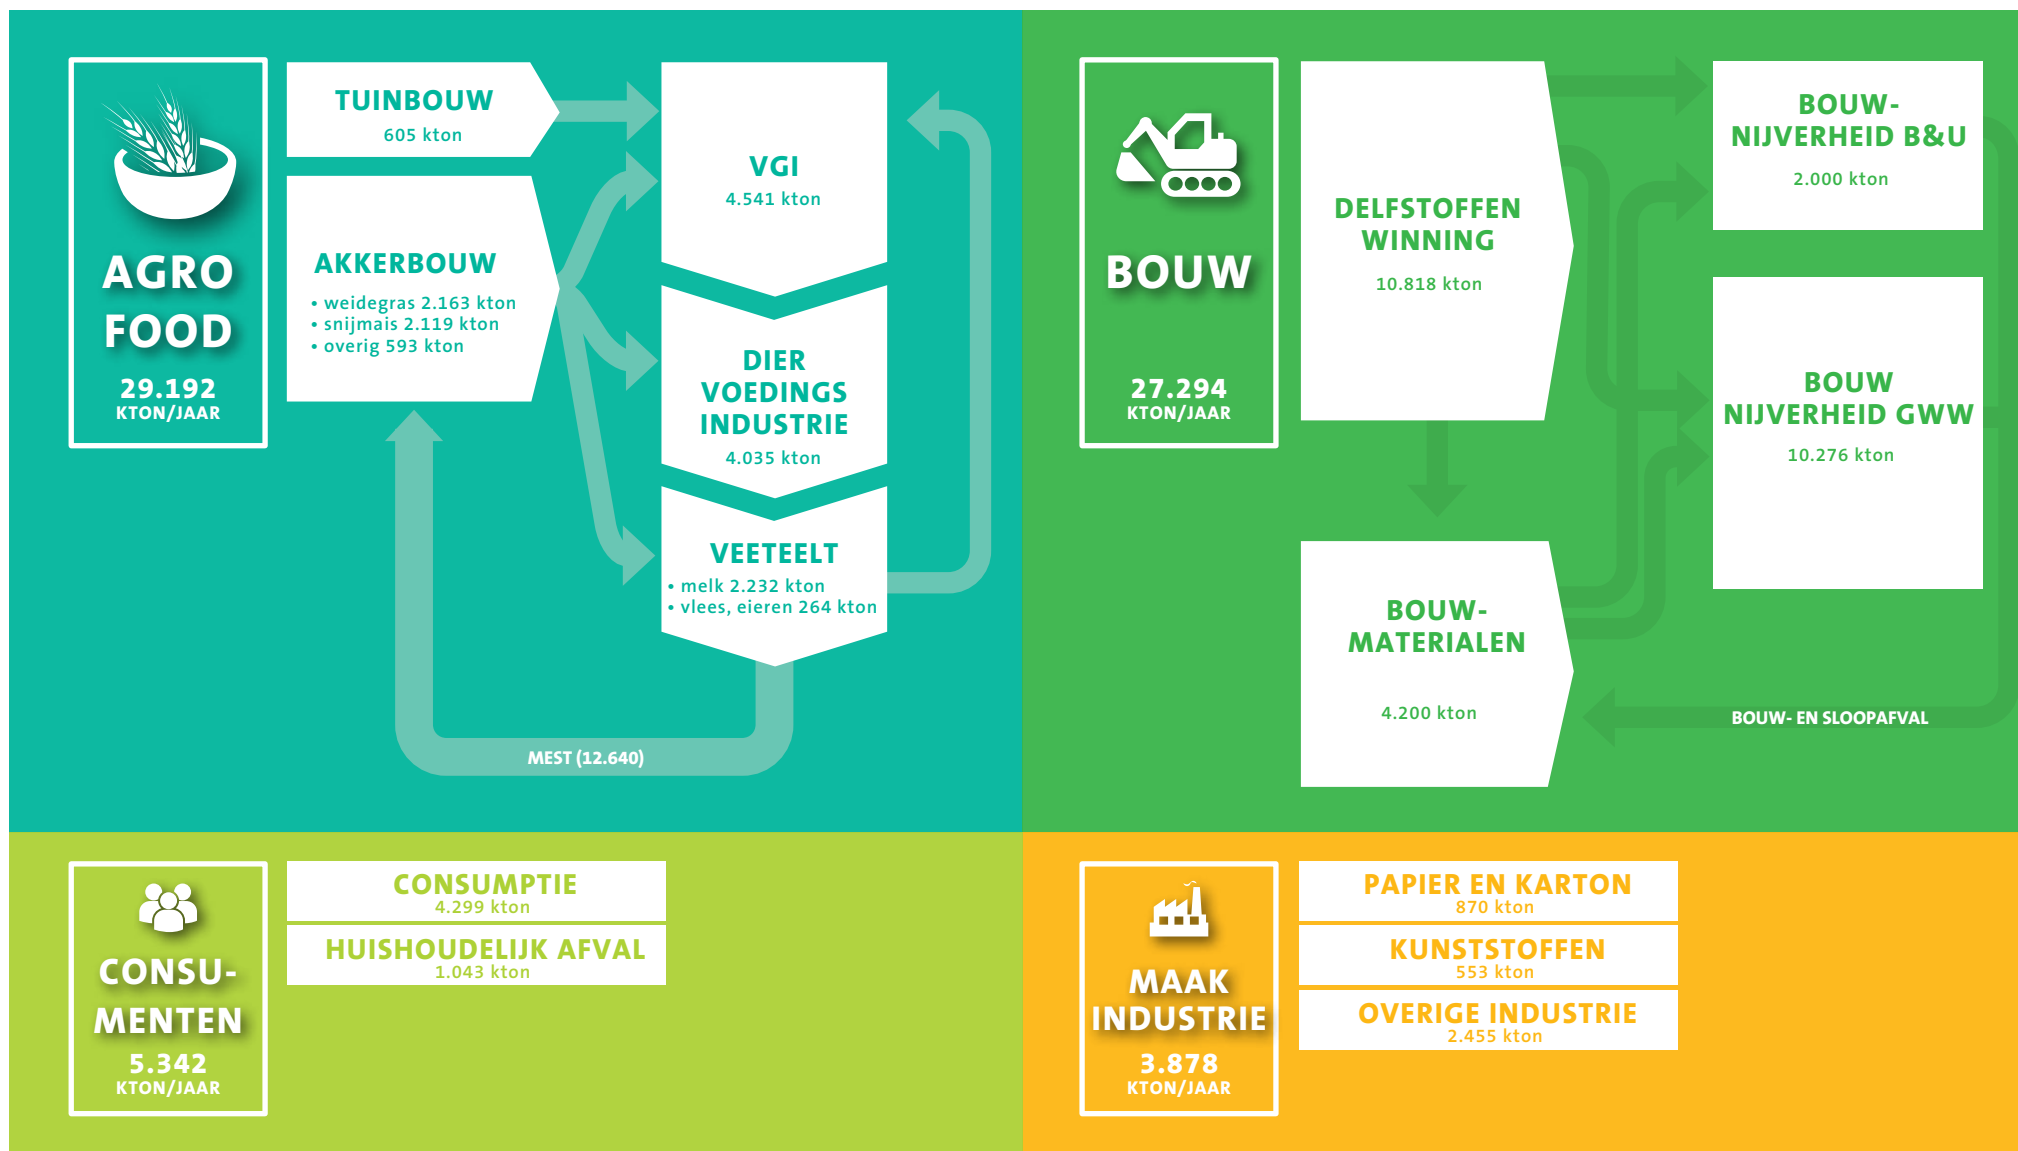 AGRO
FOOD
29.192
KTON/JAAR
TUINBOUW
605 kton
AKKERBOUW
• weidegras 2.163 kton
• snijmais 2.119 kton
• overig 593 kton
VGI
4.541 kton
DIER
VOEDINGS
INDUSTRIE
4.035 kton
VEETEELT
• melk 2.232 kton
• vlees, eieren 264 kton
MEST (12.640)
BOUW
27.294
KTON/JAAR
DELFSTOFFEN
WINNING
10.818 kton
BOUW-
MATERIALEN
4.200 kton
BOUW-
NIJVERHEID B&U
2.000 kton
BOUW
NIJVERHEID GWW
10.276 kton
BOUW- EN SLOOPAFVAL
CONSU-
MENTEN
5.342
KTON/JAAR
CONSUMPTIE
4.299 kton
HUISHOUDELIJK AFVAL
1.043 kton
MAAK
INDUSTRIE
3.878
KTON/JAAR
PAPIER EN KARTON
870 kton
KUNSTSTOFFEN
553 kton
OVERIGE INDUSTRIE
2.455 kton